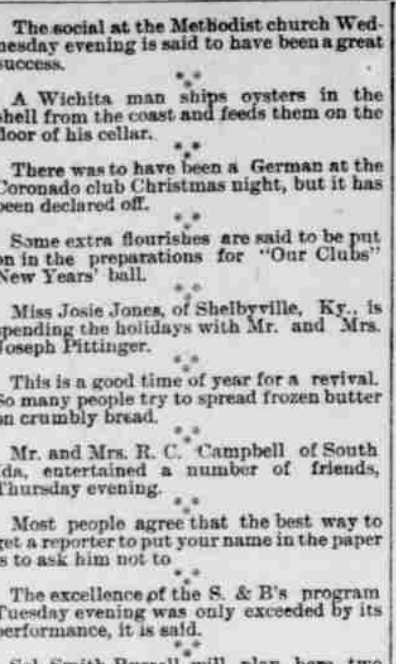 The social at the Methodist church Wed-
nesday evening is said to have been a great
success.
A Wichita man ships oysters in the
shell from the coast and feeds them on the
floor of his cellar.
There was to have been a German at the
Coronado club Christmas night, but it has
been declared off.
Some extra flourishes are said to be put
on in the preparations for "Our Clubs"
New Years' ball.
Miss Josie Jones, of Shelbyville, Ky., is
spending the holidays with Mr. and Mrs.
Joseph Pittinger.
This is a good time of year for a revival.
So many people try to spread frozen butter
on crumbly bread.
Mr. and Mrs. R. C. Campbell of South
Ida, entertained a number of friends,
Thursday evening.
Most people agree that the best way to
get a reporter to put your name in the paper
is to ask him not to
The excellence of the S. & B's program
Tuesday evening was only exceeded by its
performance, it is said.
Sol Smith Russell will plan here two